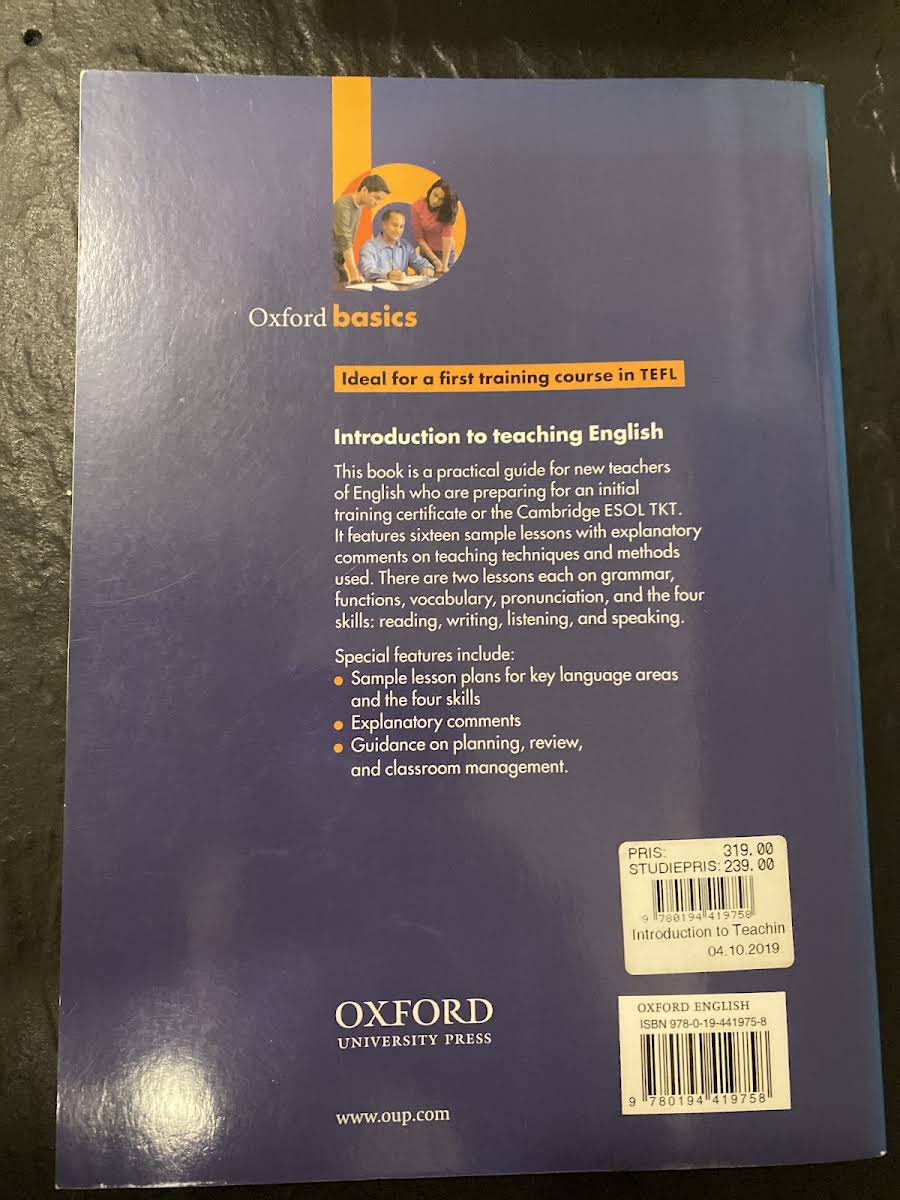 Oxford basics
Ideal for a first training course in TEFL
Introduction to teaching English
This book is a practical guide for new teachers
of English who are preparing for an initial
training certificate or the Cambridge ESOL TKT.
It features sixteen sample lessons with explanatory
comments on teaching techniques and methods
used. There are two lessons each on grammar,
functions, vocabulary, pronunciation, and the four
skills: reading, writing, listening, and speaking.
Special features include:
• Sample lesson plans for key language areas
and the four skills
• Explanatory comments
• Guidance on planning, review,
and classroom management.
PRIS: 319.00
STUDIEPRIS: 239.00
9 780194 419758
Introduction to Teachin
04.10.2019
OXFORD
UNIVERSITY PRESS
www.oup.com
OXFORD ENGLISH
ISBN 978-0-19-441975-8
9 780194 419758